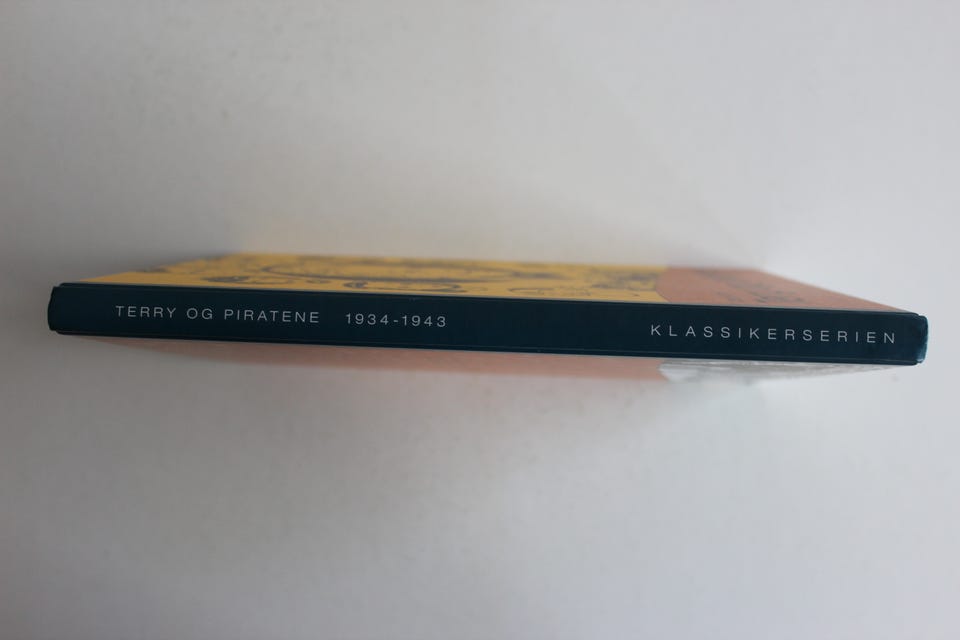 TERRY OG PIRATENE 1934-1943 KLASSIKERSERIEN